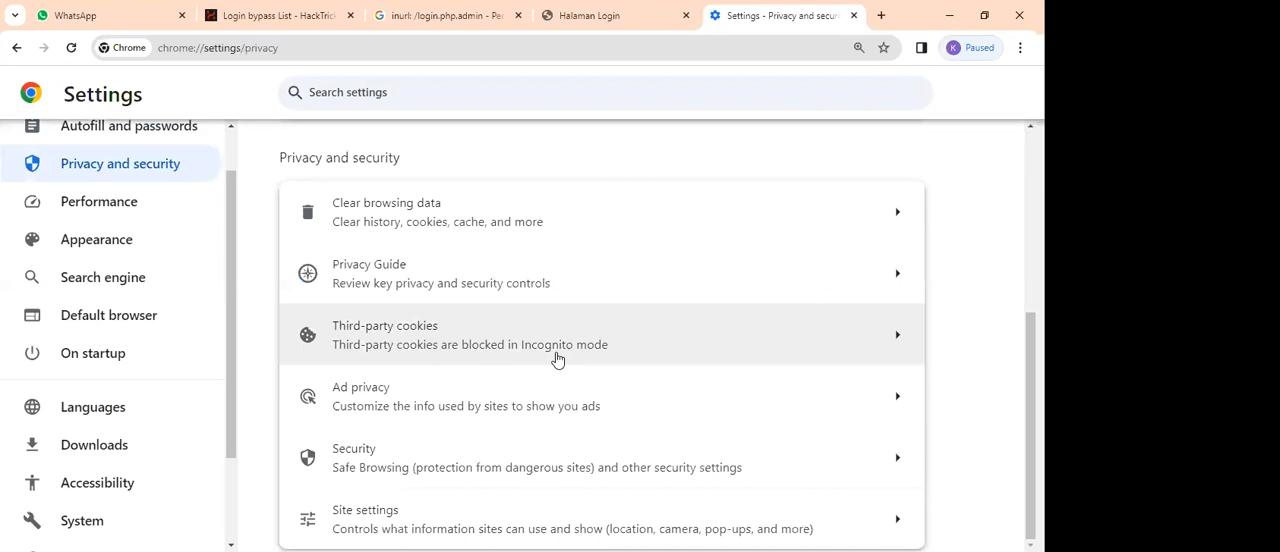 WhatsApp
Login bypass List - HackTric
inurl: /login.php.admin - Pe
Halaman Login
Settings - Privacy and securi
Chrome
chrome://settings/privacy
K
Paused
Settings
Search settings
Autofill and passwords
Privacy and security
Performance
Appearance
Search engine
Default browser
On startup
Languages
Downloads
Accessibility
System
Privacy and security
Clear browsing data
Clear history, cookies, cache, and more
Privacy Guide
Review key privacy and security controls
Third-party cookies
Third-party cookies are blocked in Incognito mode
Ad privacy
Customize the info used by sites to show you ads
Security
Safe Browsing (protection from dangerous sites) and other security settings
Site settings
Controls what information sites can use and show (location, camera, pop-ups, and more)